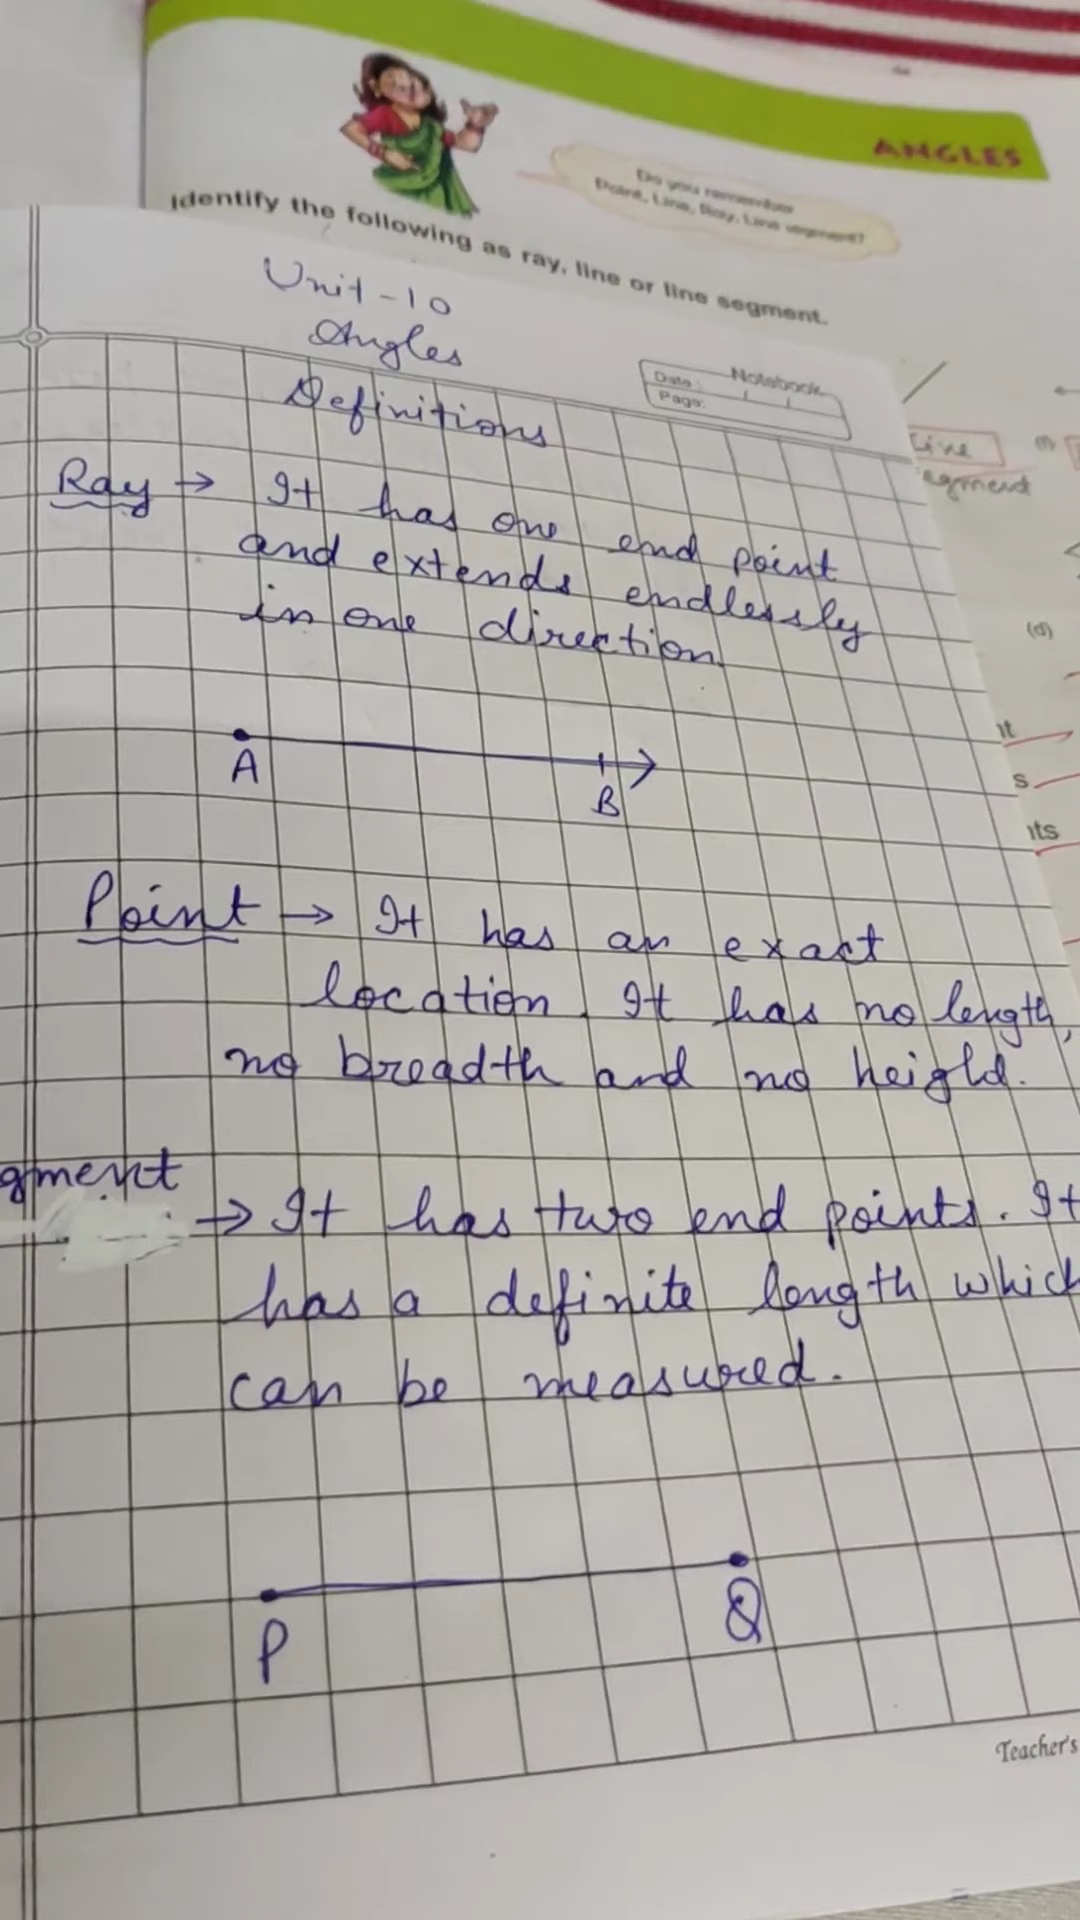 ANGLES
Do you remember
Point, Line, Ray, Line segment?
Identify the following as ray, line or line segment.
Unit-10
Angles
Notebook
Date:
Page:
Definitions
Line
egment
Ray → It has one end point
and extends endlessly
in one direction.
(d)
A
B
s
its
Point → It has an exact
location. It has no length,
no breadth and no height.
gment
→ It has two end points. It
has a definite length which
can be measured.
P
Q
Teacher's